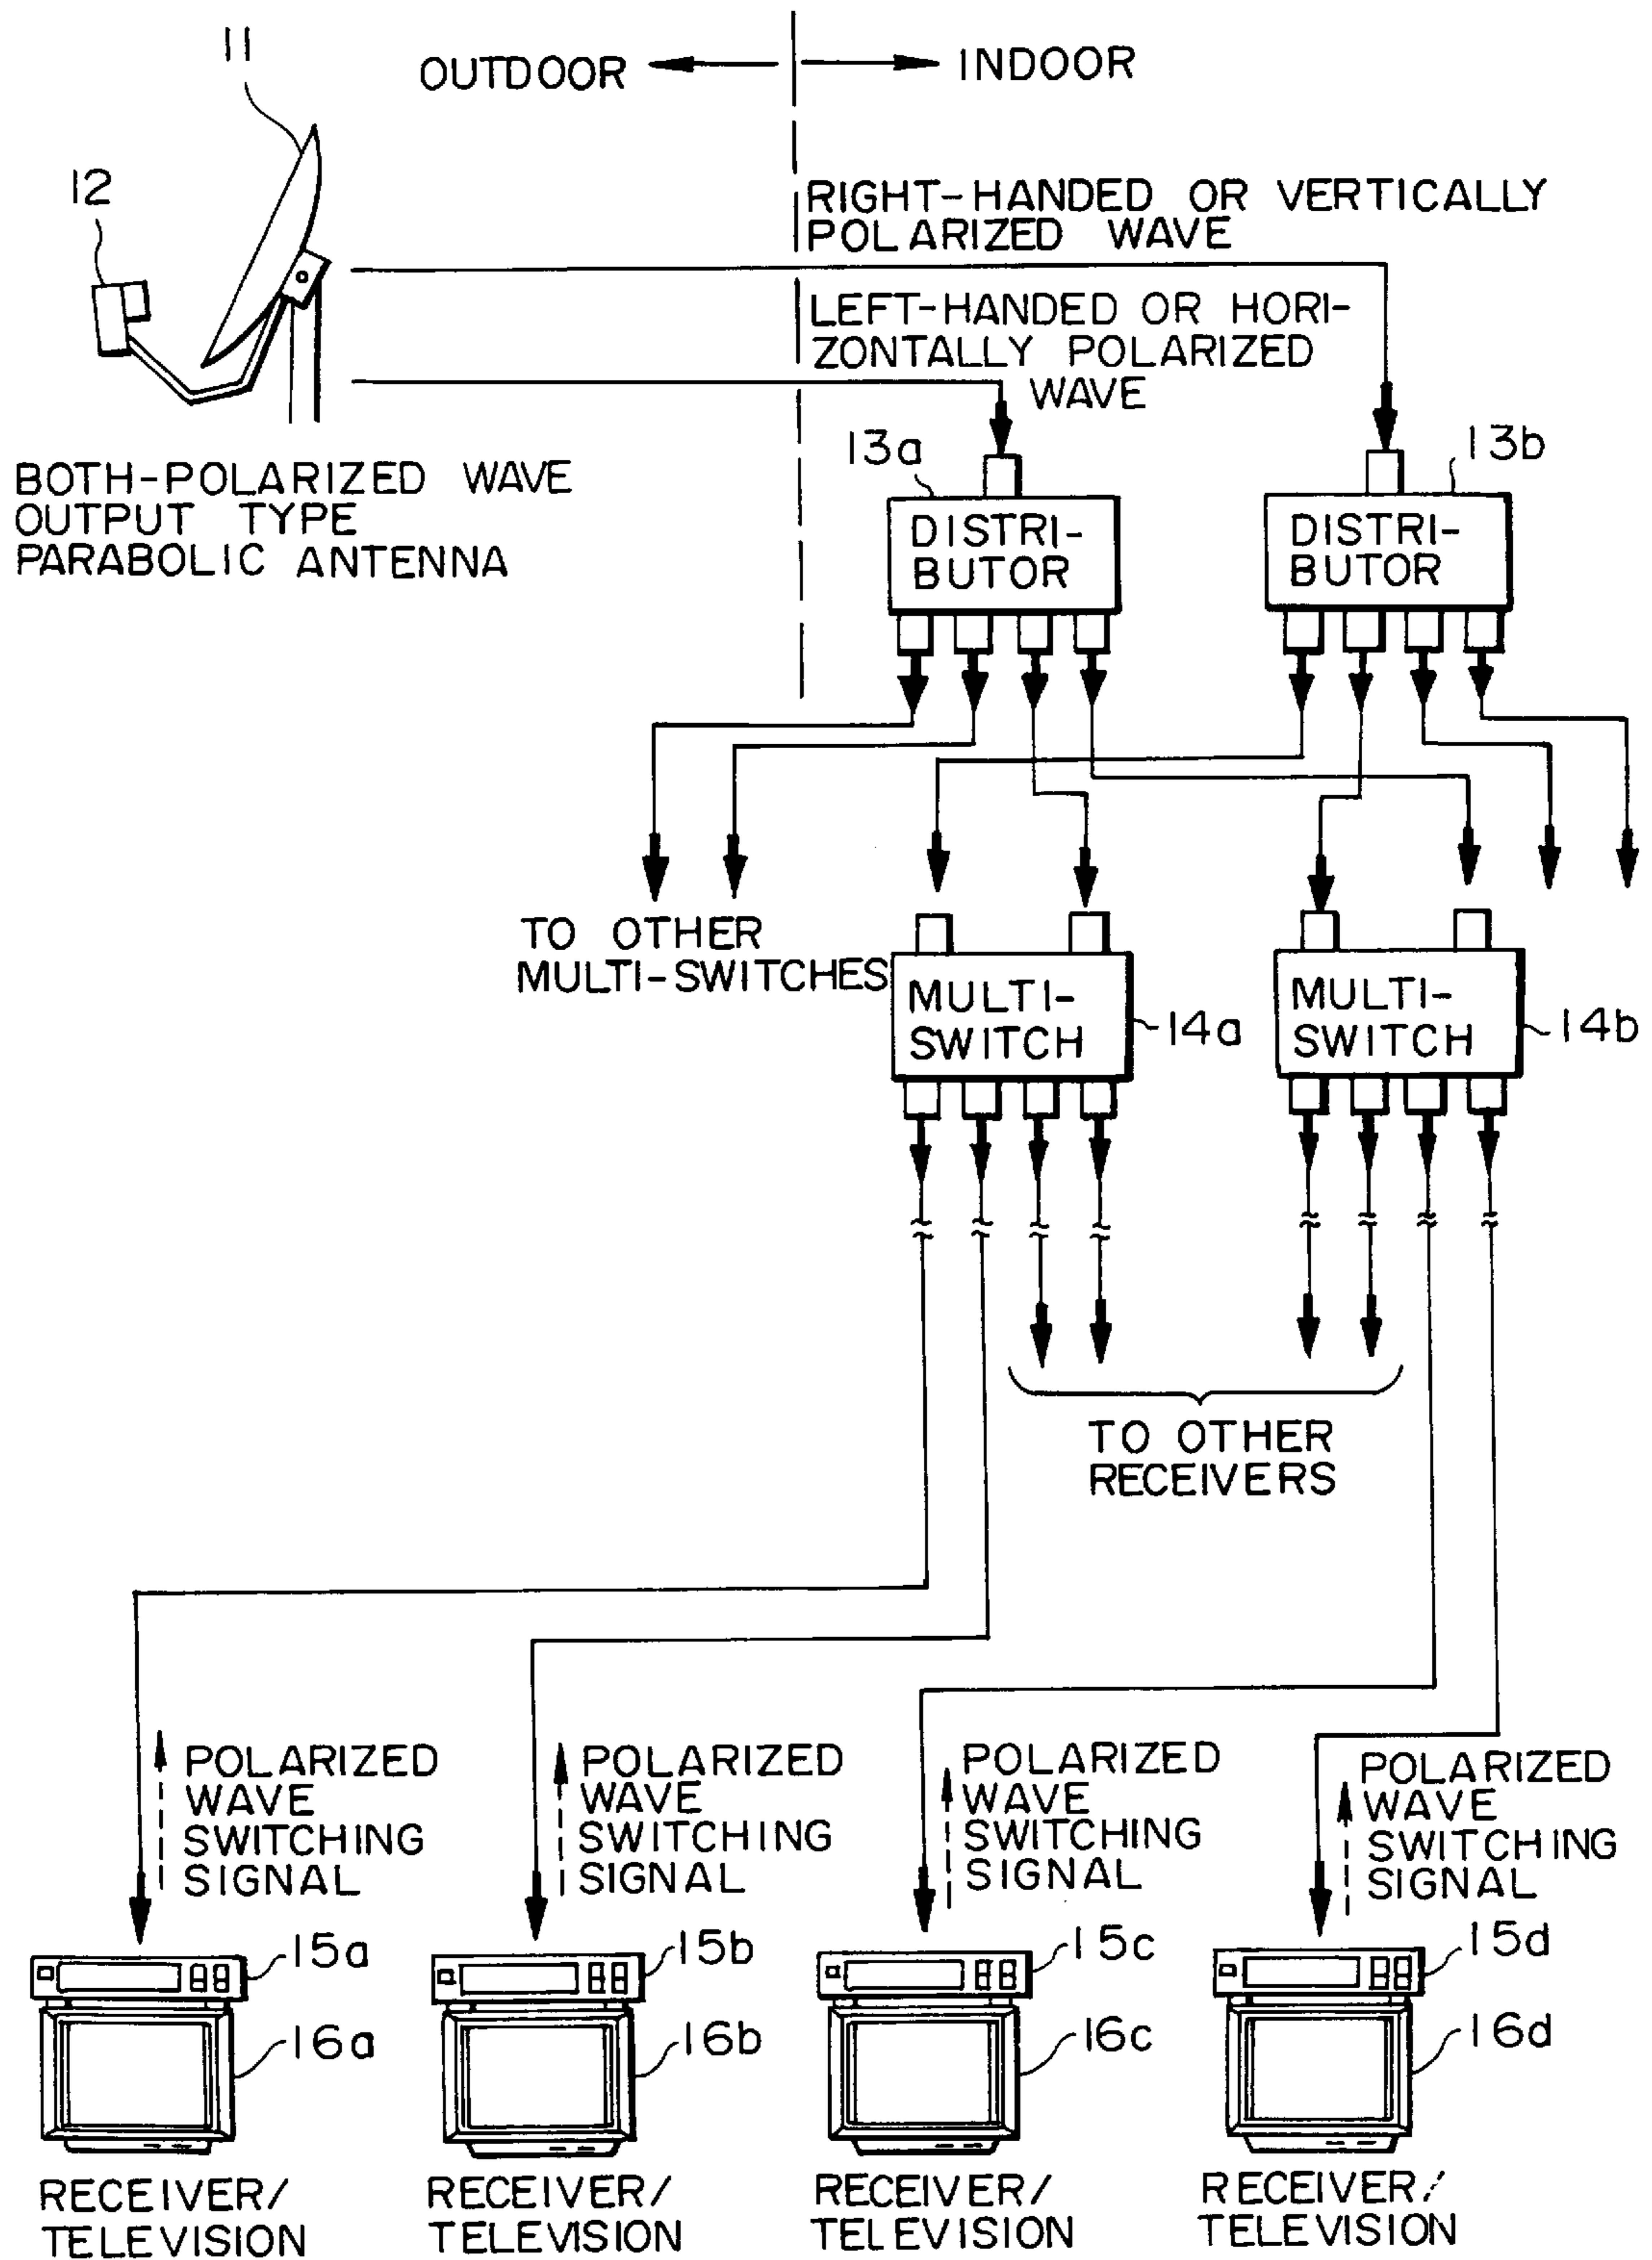 11
OUTDOOR
INDOOR
12
RIGHT-HANDED OR VERTICALLY
POLARIZED WAVE
LEFT-HANDED OR HORI-
ZONTALLY POLARIZED
WAVE
13a
13b
BOTH-POLARIZED WAVE
OUTPUT TYPE
PARABOLIC ANTENNA
DISTRI-
BUTOR
DISTRI-
BUTOR
TO OTHER
MULTI-SWITCHES
MULTI-
SWITCH
14a
MULTI-
SWITCH
14b
TO OTHER
RECEIVERS
POLARIZED
WAVE
SWITCHING
SIGNAL
POLARIZED
WAVE
SWITCHING
SIGNAL
POLARIZED
WAVE
SWITCHING
SIGNAL
POLARIZED
WAVE
SWITCHING
SIGNAL
15a
15b
15c
15d
16a
16b
16c
16d
RECEIVER/
TELEVISION
RECEIVER/
TELEVISION
RECEIVER/
TELEVISION
RECEIVER/
TELEVISION